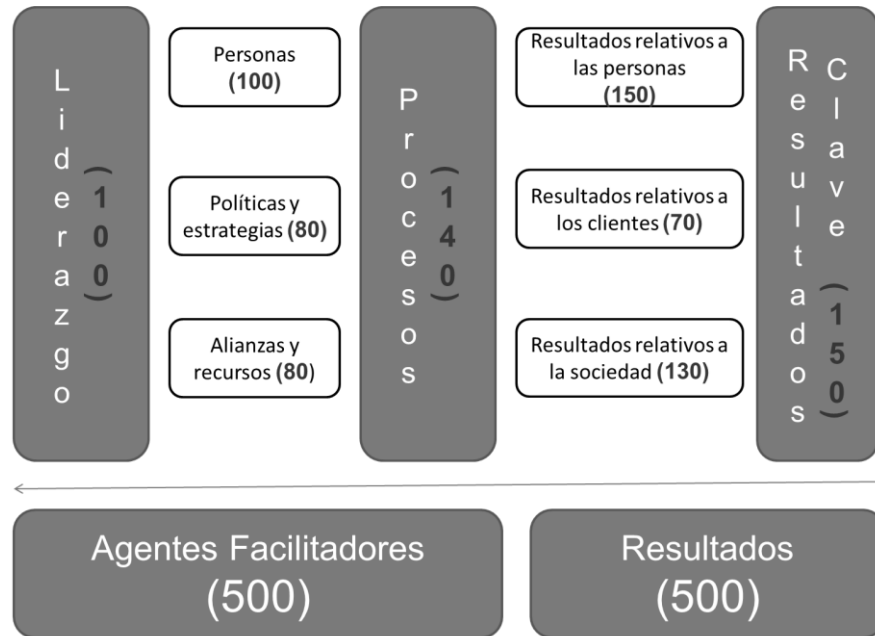 Liderazgo
(100)
Personas
(100)
Políticas y
estrategias (80)
Alianzas y
recursos (80)
Procesos
(140)
Resultados relativos a
las personas
(150)
Resultados relativos a
los clientes (70)
Resultados relativos a
la sociedad (130)
Resultados
Clave (150)
Agentes Facilitadores
(500)
Resultados
(500)